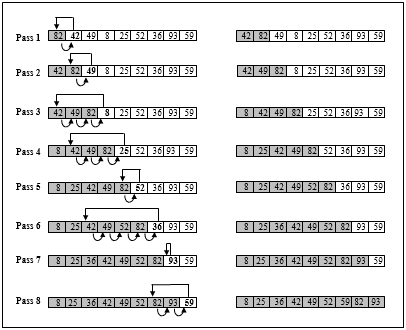 Pass 1 82 42 49 8 25 52 36 93 59 42 82 49 8 25 52 36 93 59
Pass 2 42 82 49 8 25 52 36 93 59 42 49 82 8 25 52 36 93 59
Pass 3 42 49 82 8 25 52 36 93 59 8 42 49 82 25 52 36 93 59
Pass 4 8 42 49 82 25 52 36 93 59 8 25 42 49 82 52 36 93 59
Pass 5 8 25 42 49 82 52 36 93 59 8 25 42 49 52 82 36 93 59
Pass 6 8 25 42 49 52 82 36 93 59 8 25 36 42 49 52 82 93 59
Pass 7 8 25 36 42 49 52 82 93 59 8 25 36 42 49 52 82 93 59
Pass 8 8 25 36 42 49 52 82 93 59 8 25 36 42 49 52 59 82 93